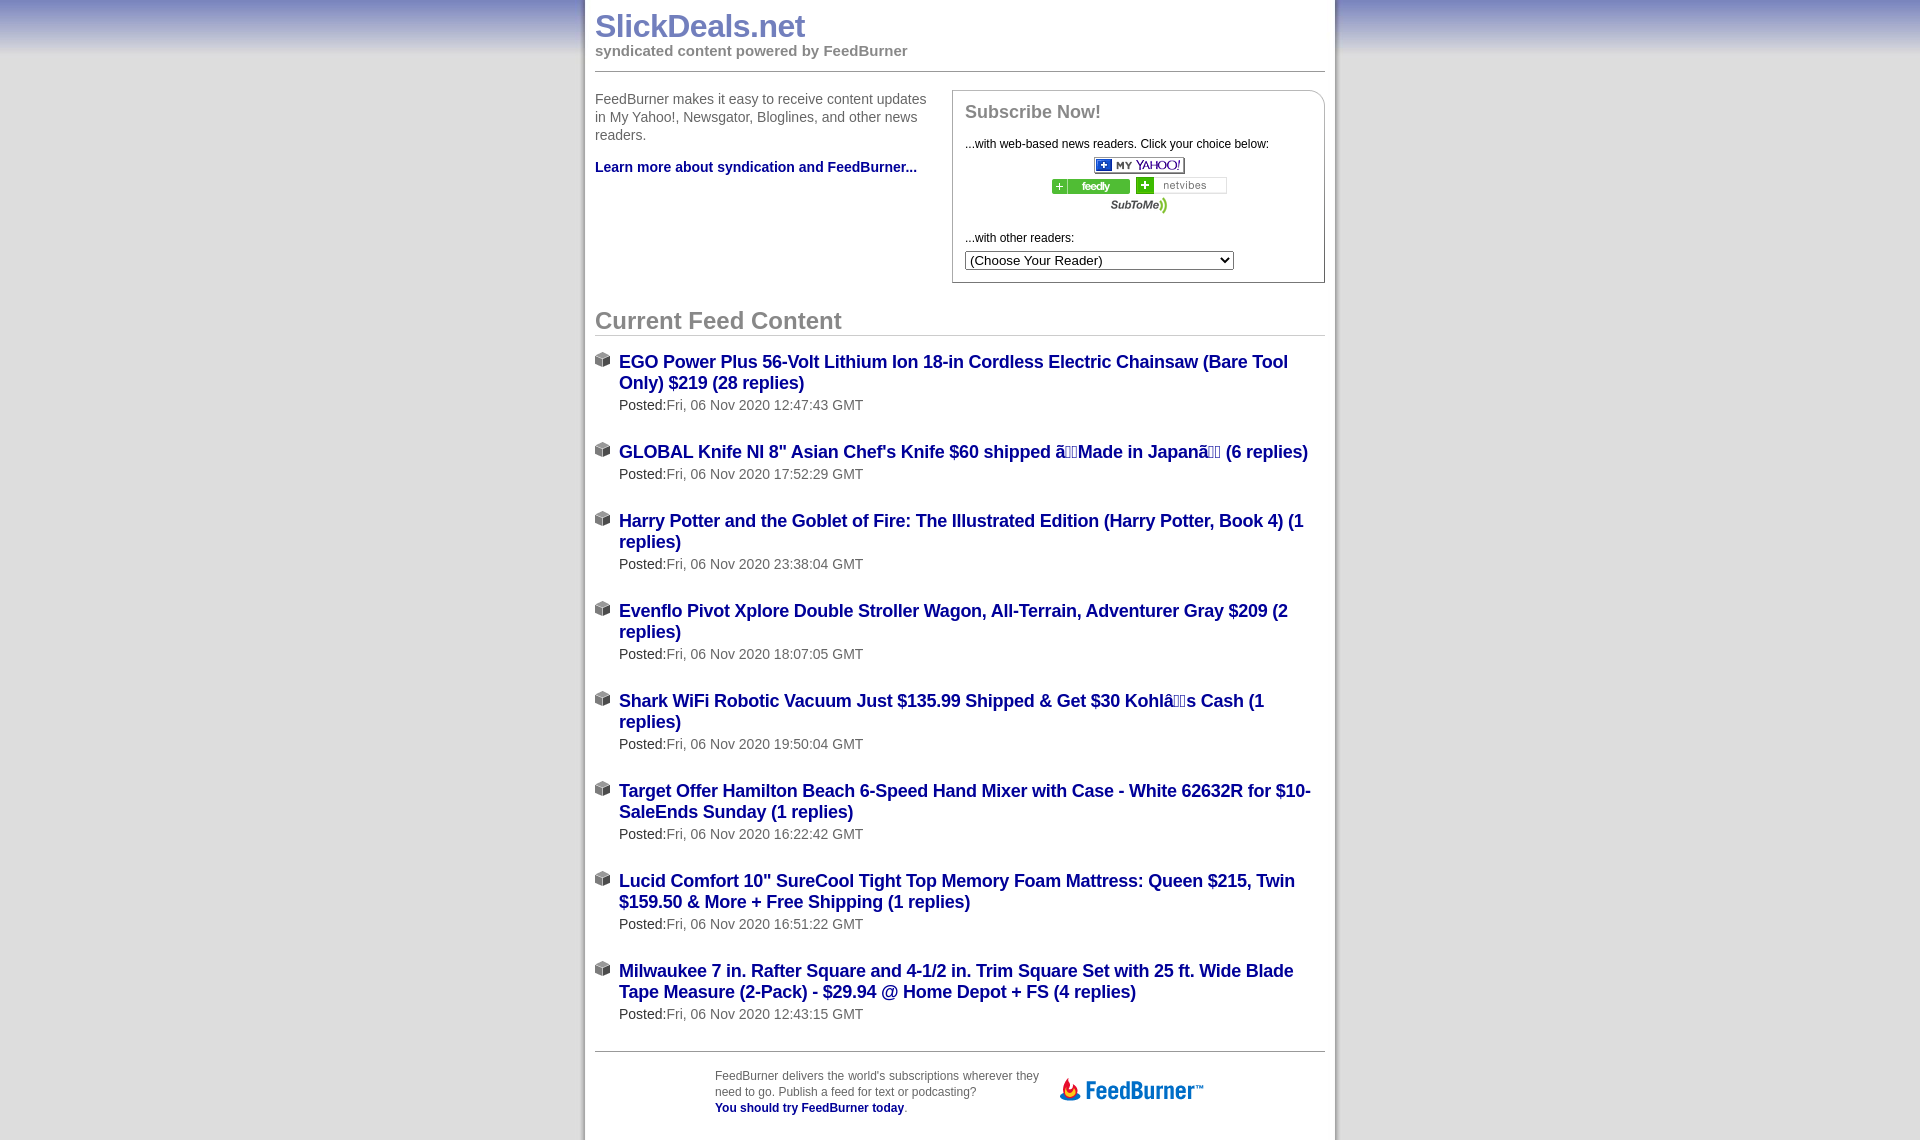 SlickDeals.net
syndicated content powered by FeedBurner
FeedBurner makes it easy to receive content updates
in My Yahoo!, Newsgator, Bloglines, and other news
readers.
Learn more about syndication and FeedBurner...
Subscribe Now!
...with web-based news readers. Click your choice below:
MY YAHOO!
feedly
netvibes
SubToMe
...with other readers:
(Choose Your Reader)
Current Feed Content
EGO Power Plus 56-Volt Lithium Ion 18-in Cordless Electric Chainsaw (Bare Tool
Only) $219 (28 replies)
Posted:Fri, 06 Nov 2020 12:47:43 GMT
GLOBAL Knife NI 8" Asian Chef's Knife $60 shipped ã▯▯Made in Japanã▯▯ (6 replies)
Posted:Fri, 06 Nov 2020 17:52:29 GMT
Harry Potter and the Goblet of Fire: The Illustrated Edition (Harry Potter, Book 4) (1
replies)
Posted:Fri, 06 Nov 2020 23:38:04 GMT
Evenflo Pivot Xplore Double Stroller Wagon, All-Terrain, Adventurer Gray $209 (2
replies)
Posted:Fri, 06 Nov 2020 18:07:05 GMT
Shark WiFi Robotic Vacuum Just $135.99 Shipped & Get $30 Kohlâ▯▯s Cash (1
replies)
Posted:Fri, 06 Nov 2020 19:50:04 GMT
Target Offer Hamilton Beach 6-Speed Hand Mixer with Case - White 62632R for $10-
SaleEnds Sunday (1 replies)
Posted:Fri, 06 Nov 2020 16:22:42 GMT
Lucid Comfort 10" SureCool Tight Top Memory Foam Mattress: Queen $215, Twin
$159.50 & More + Free Shipping (1 replies)
Posted:Fri, 06 Nov 2020 16:51:22 GMT
Milwaukee 7 in. Rafter Square and 4-1/2 in. Trim Square Set with 25 ft. Wide Blade
Tape Measure (2-Pack) - $29.94 @ Home Depot + FS (4 replies)
Posted:Fri, 06 Nov 2020 12:43:15 GMT
FeedBurner delivers the world's subscriptions wherever they
need to go. Publish a feed for text or podcasting?
You should try FeedBurner today.
FeedBurner™